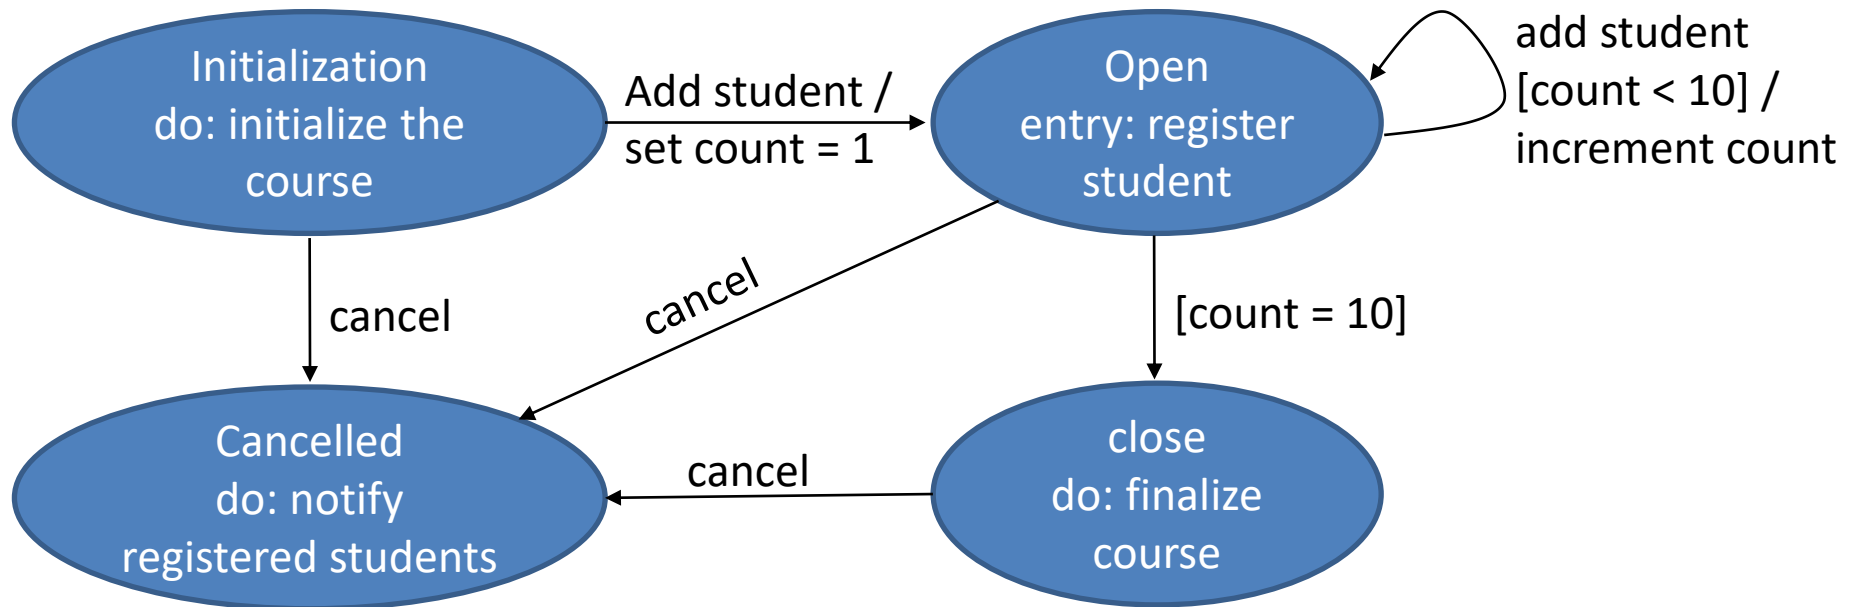 Initialization
do: initialize the
course
Add student /
set count = 1
Open
entry: register
student
add student
[count < 10] /
increment count
cancel
cancel
[count = 10]
Cancelled
do: notify
registered students
cancel
close
do: finalize
course